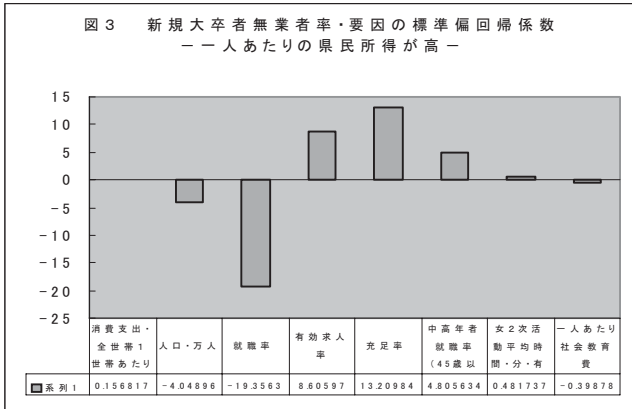 図3 新規大卒者無業者率・要因の標準偏回帰係数
－一人あたりの県民所得が高－
15
10
5
0
－5
－10
－15
－20
－25
消費支出・全世帯1世帯あたり
人口・万人
就職率
有効求人率
充足率
中高年者就職率(45歳以
女2次活動平均時間・分・有
一人あたり社会教育費
系列1 0.156817 －4.04896 －19.3563 8.60597 13.20984 4.805634 0.481737 －0.39878